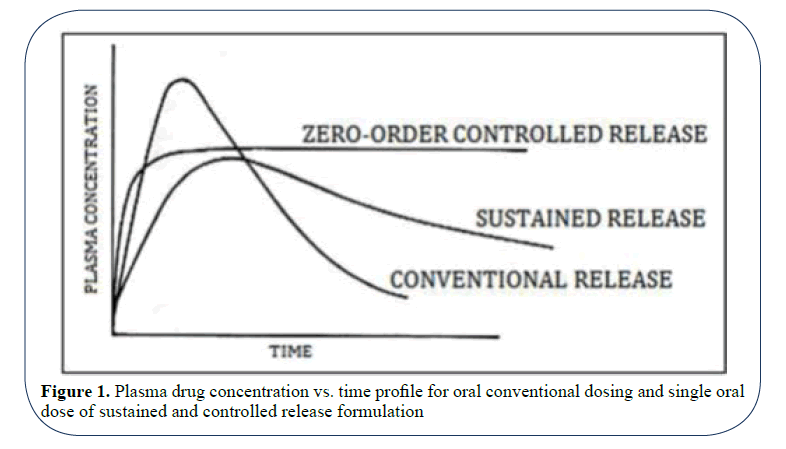 PLASMA CONCENTRATION
ZERO-ORDER CONTROLLED RELEASE
SUSTAINED RELEASE
CONVENTIONAL RELEASE
TIME
Figure 1. Plasma drug concentration vs. time profile for oral conventional dosing and single oral
dose of sustained and controlled release formulation